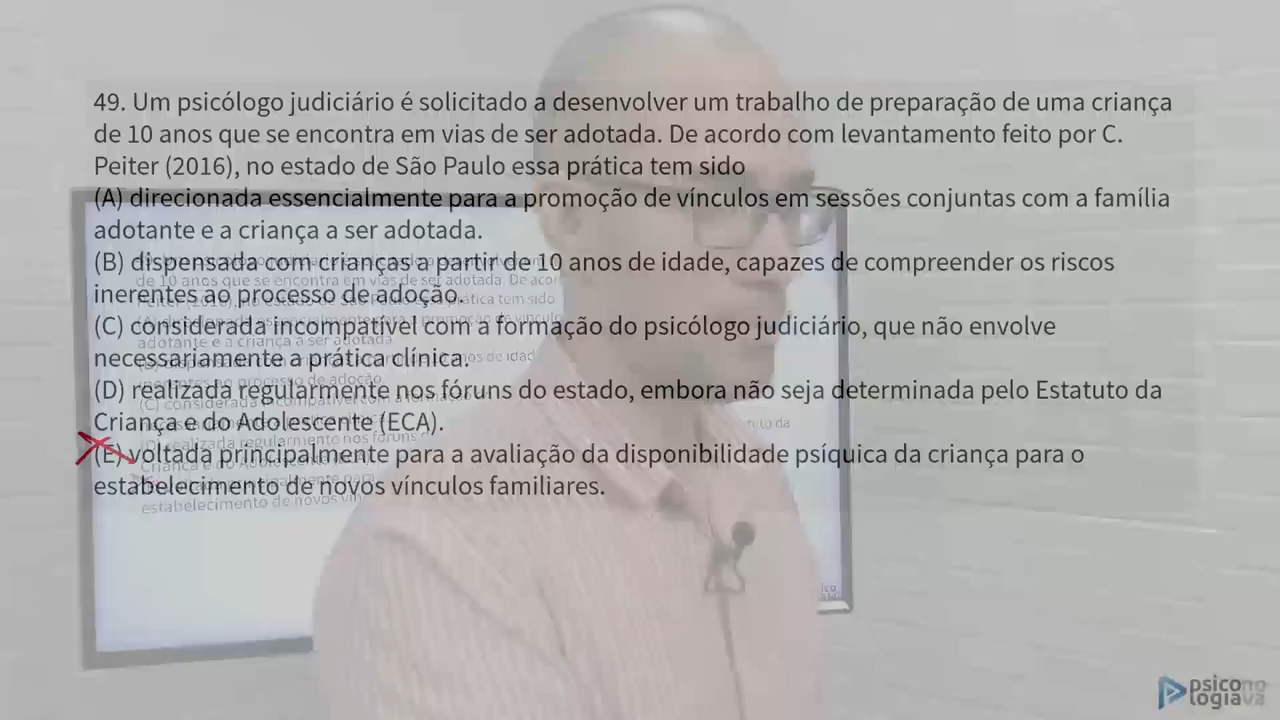 49. Um psicólogo judiciário é solicitado a desenvolver um trabalho de preparação de uma criança
de 10 anos que se encontra em vias de ser adotada. De acordo com levantamento feito por C.
Peiter (2016), no estado de São Paulo essa prática tem sido
(A) direcionada essencialmente para a promoção de vínculos em sessões conjuntas com a família
adotante e a criança a ser adotada.
(B) dispensada com crianças a partir de 10 anos de idade, capazes de compreender os riscos
inerentes ao processo de adoção.
(C) considerada incompatível com a formação do psicólogo judiciário, que não envolve
necessariamente a prática clínica.
(D) realizada regularmente nos fóruns do estado, embora não seja determinada pelo Estatuto da
Criança e do Adolescente (ECA).
(E) voltada principalmente para a avaliação da disponibilidade psíquica da criança para o
estabelecimento de novos vínculos familiares.
psicono
logiava